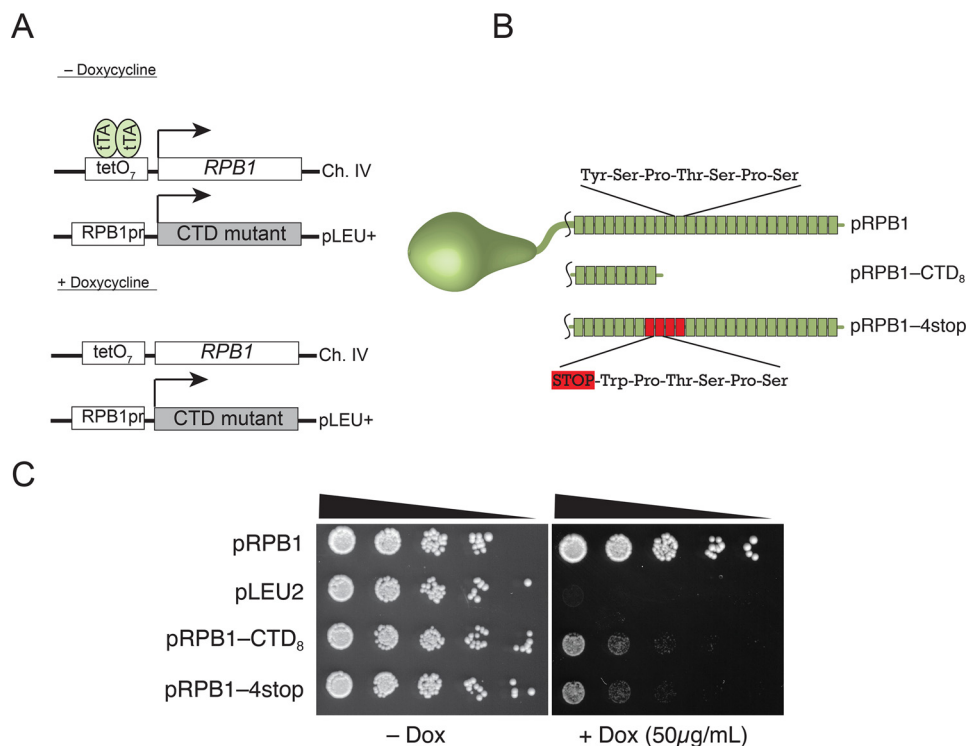 A
– Doxycycline
tTA tTA
tetO7 RPB1 Ch. IV
RPB1pr CTD mutant pLEU+
+ Doxycycline
tetO7 RPB1 Ch. IV
RPB1pr CTD mutant pLEU+
B
Tyr-Ser-Pro-Thr-Ser-Pro-Ser
pRPB1
pRPB1–CTD8
pRPB1–4stop
STOP-Trp-Pro-Thr-Ser-Pro-Ser
C
pRPB1
pLEU2
pRPB1–CTD8
pRPB1–4stop
– Dox
+ Dox (50µg/mL)